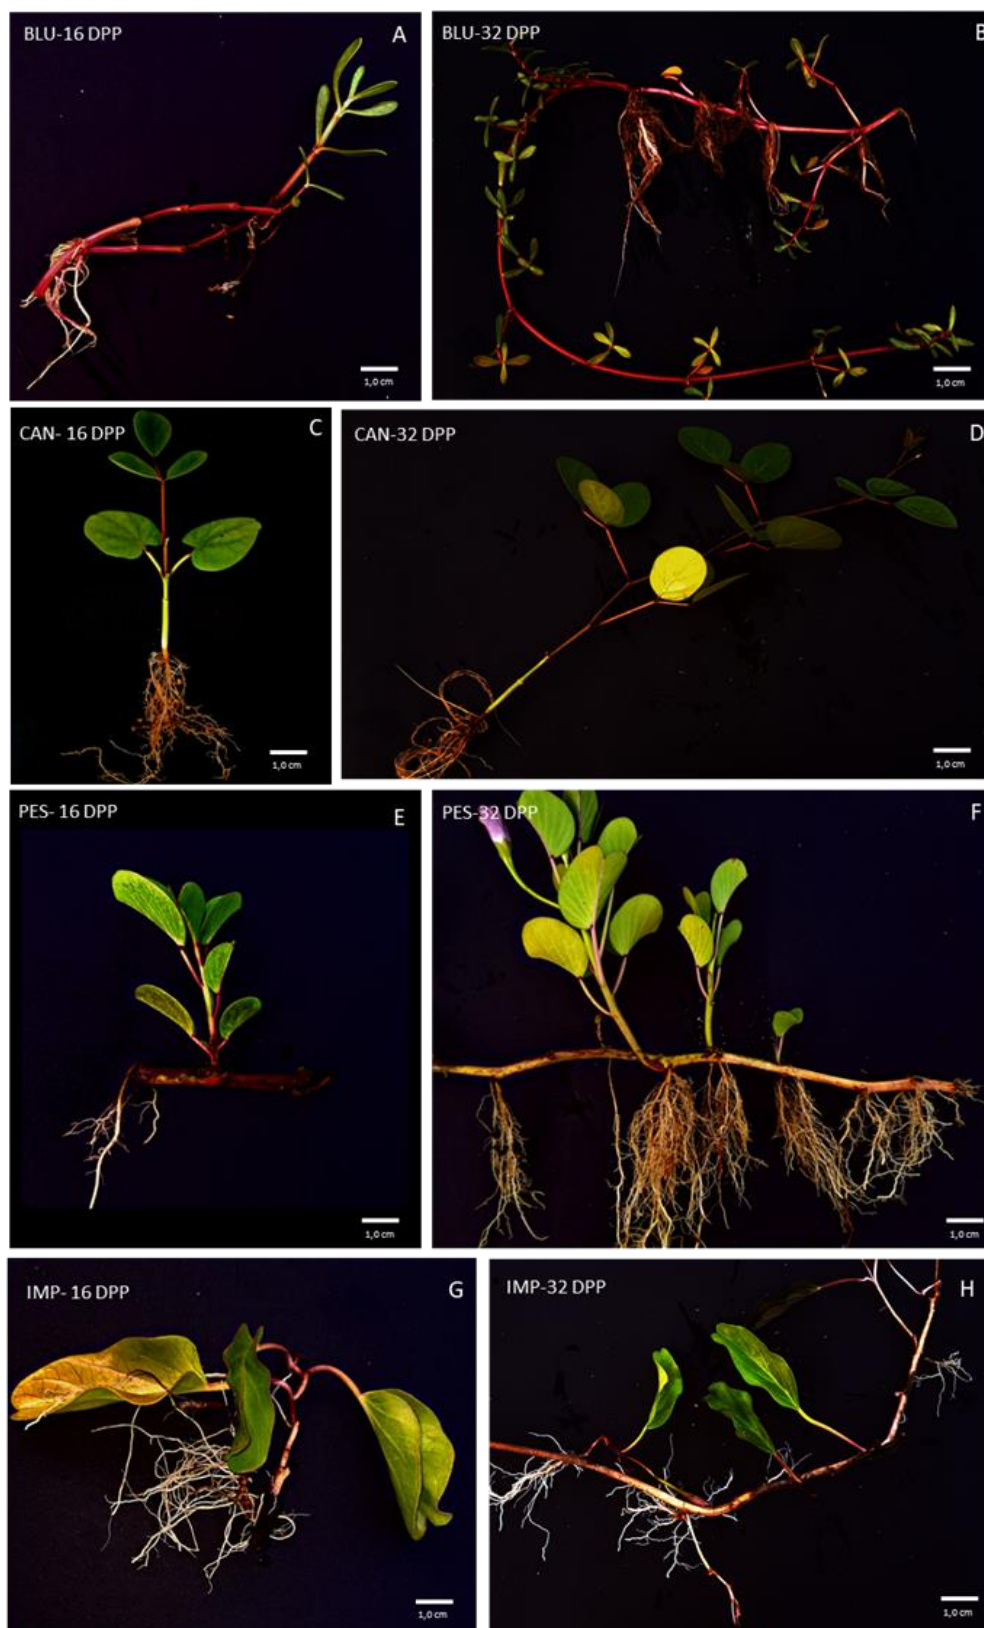 BLU-16 DPP
A
1,0 cm
BLU-32 DPP
B
1,0 cm
CAN- 16 DPP
C
1,0 cm
CAN-32 DPP
D
1,0 cm
PES- 16 DPP
E
1,0 cm
PES-32 DPP
F
1,0 cm
IMP- 16 DPP
G
1,0 cm
IMP-32 DPP
H
1,0 cm